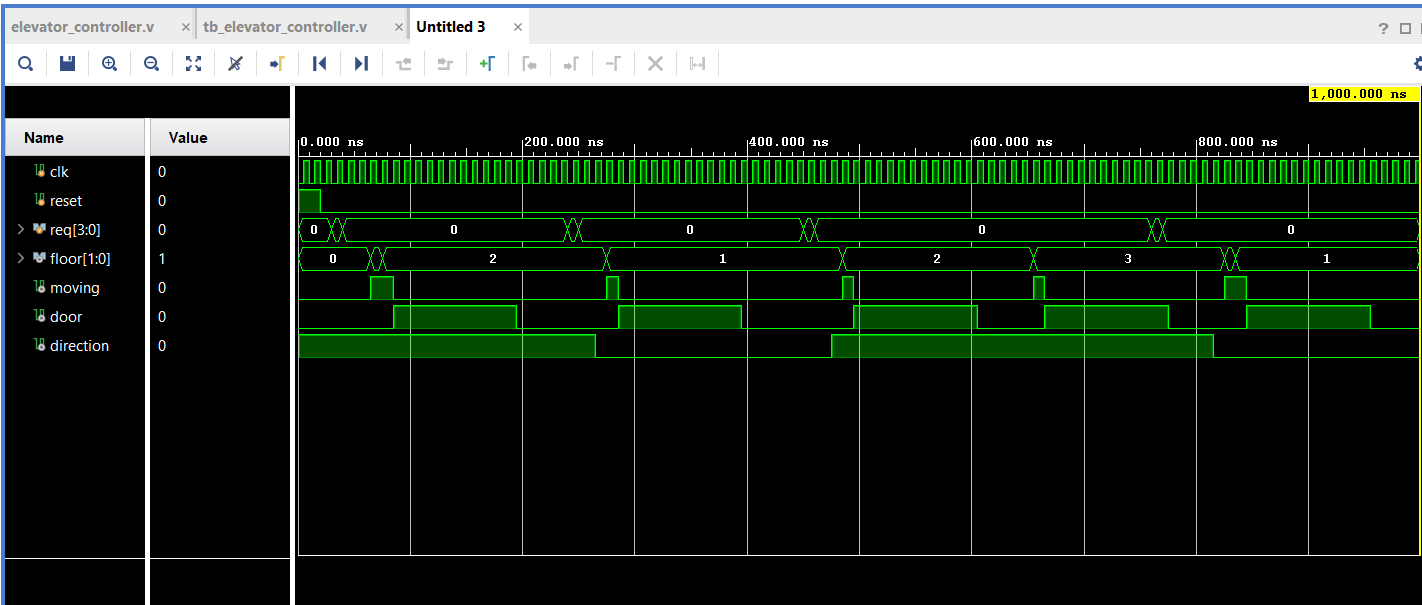 elevator_controller.v × tb_elevator_controller.v × Untitled 3 × ?
1,000.000 ns
Name Value
0.000 ns 200.000 ns 400.000 ns 600.000 ns 800.000 ns
clk 0
reset 0
req[3:0] 0 0 0 0 0 0
floor[1:0] 1 0 2 1 2 3 1
moving 0
door 0
direction 0